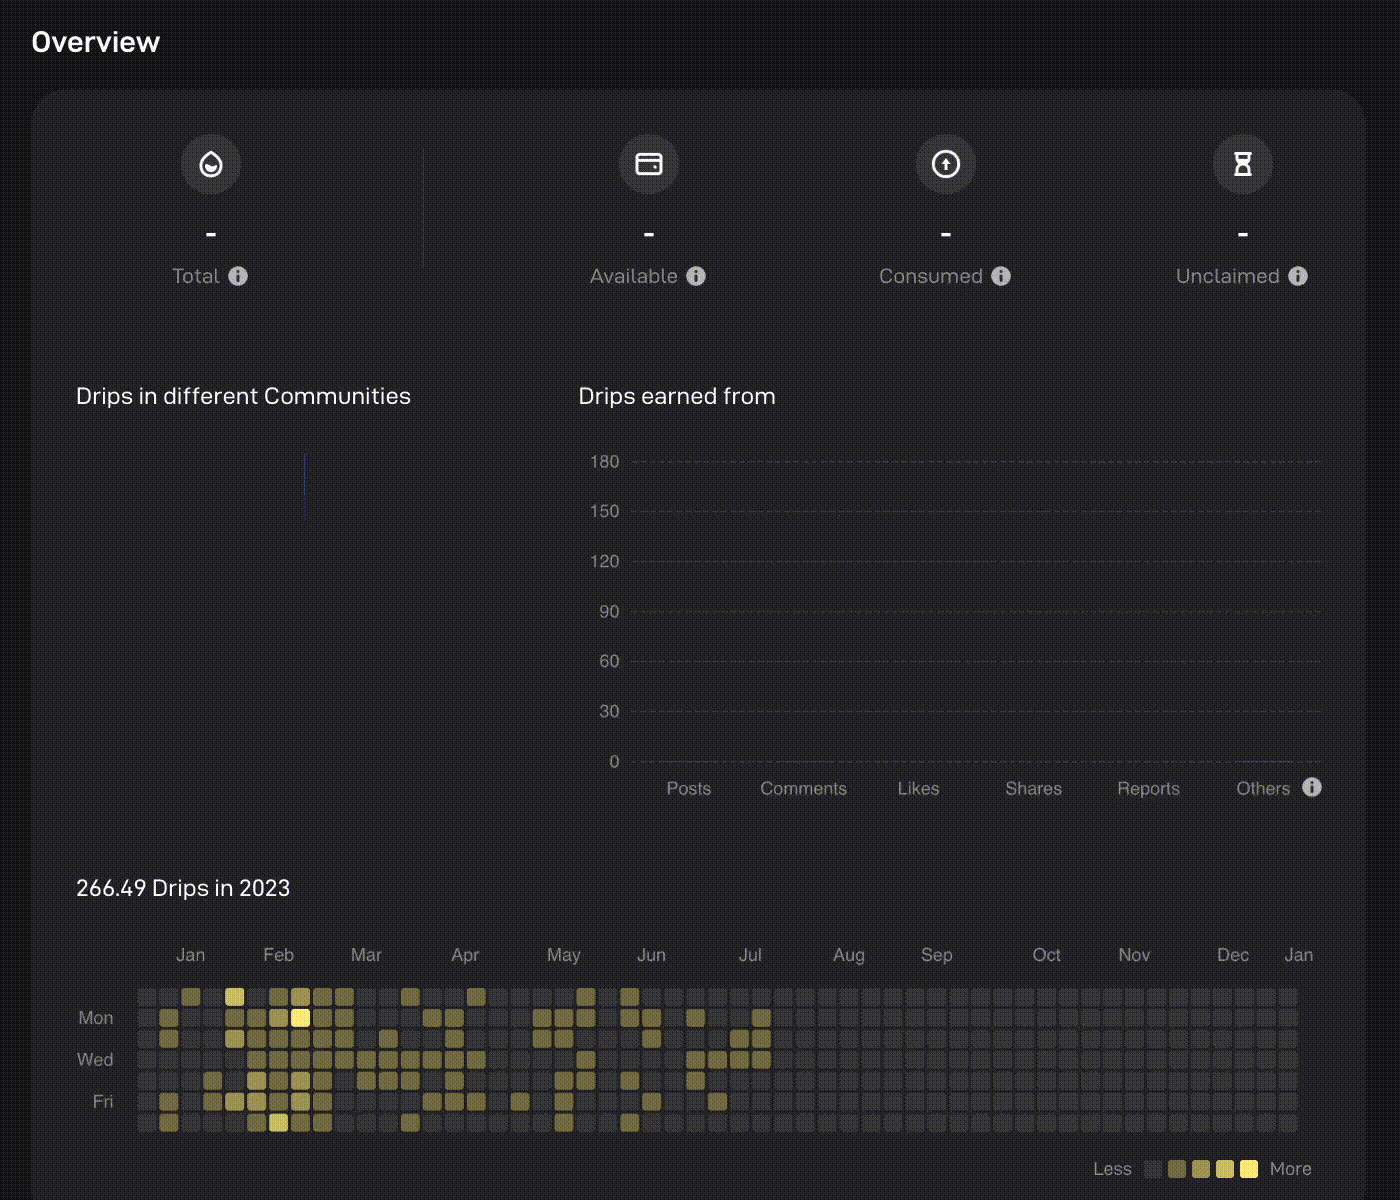 Overview
- - - -
Total Available Consumed Unclaimed
Drips in different Communities
Drips earned from
180
150
120
90
60
30
0
Posts Comments Likes Shares Reports Others
266.49 Drips in 2023
Jan Feb Mar Apr May Jun Jul Aug Sep Oct Nov Dec Jan
Mon
Wed
Fri
Less More